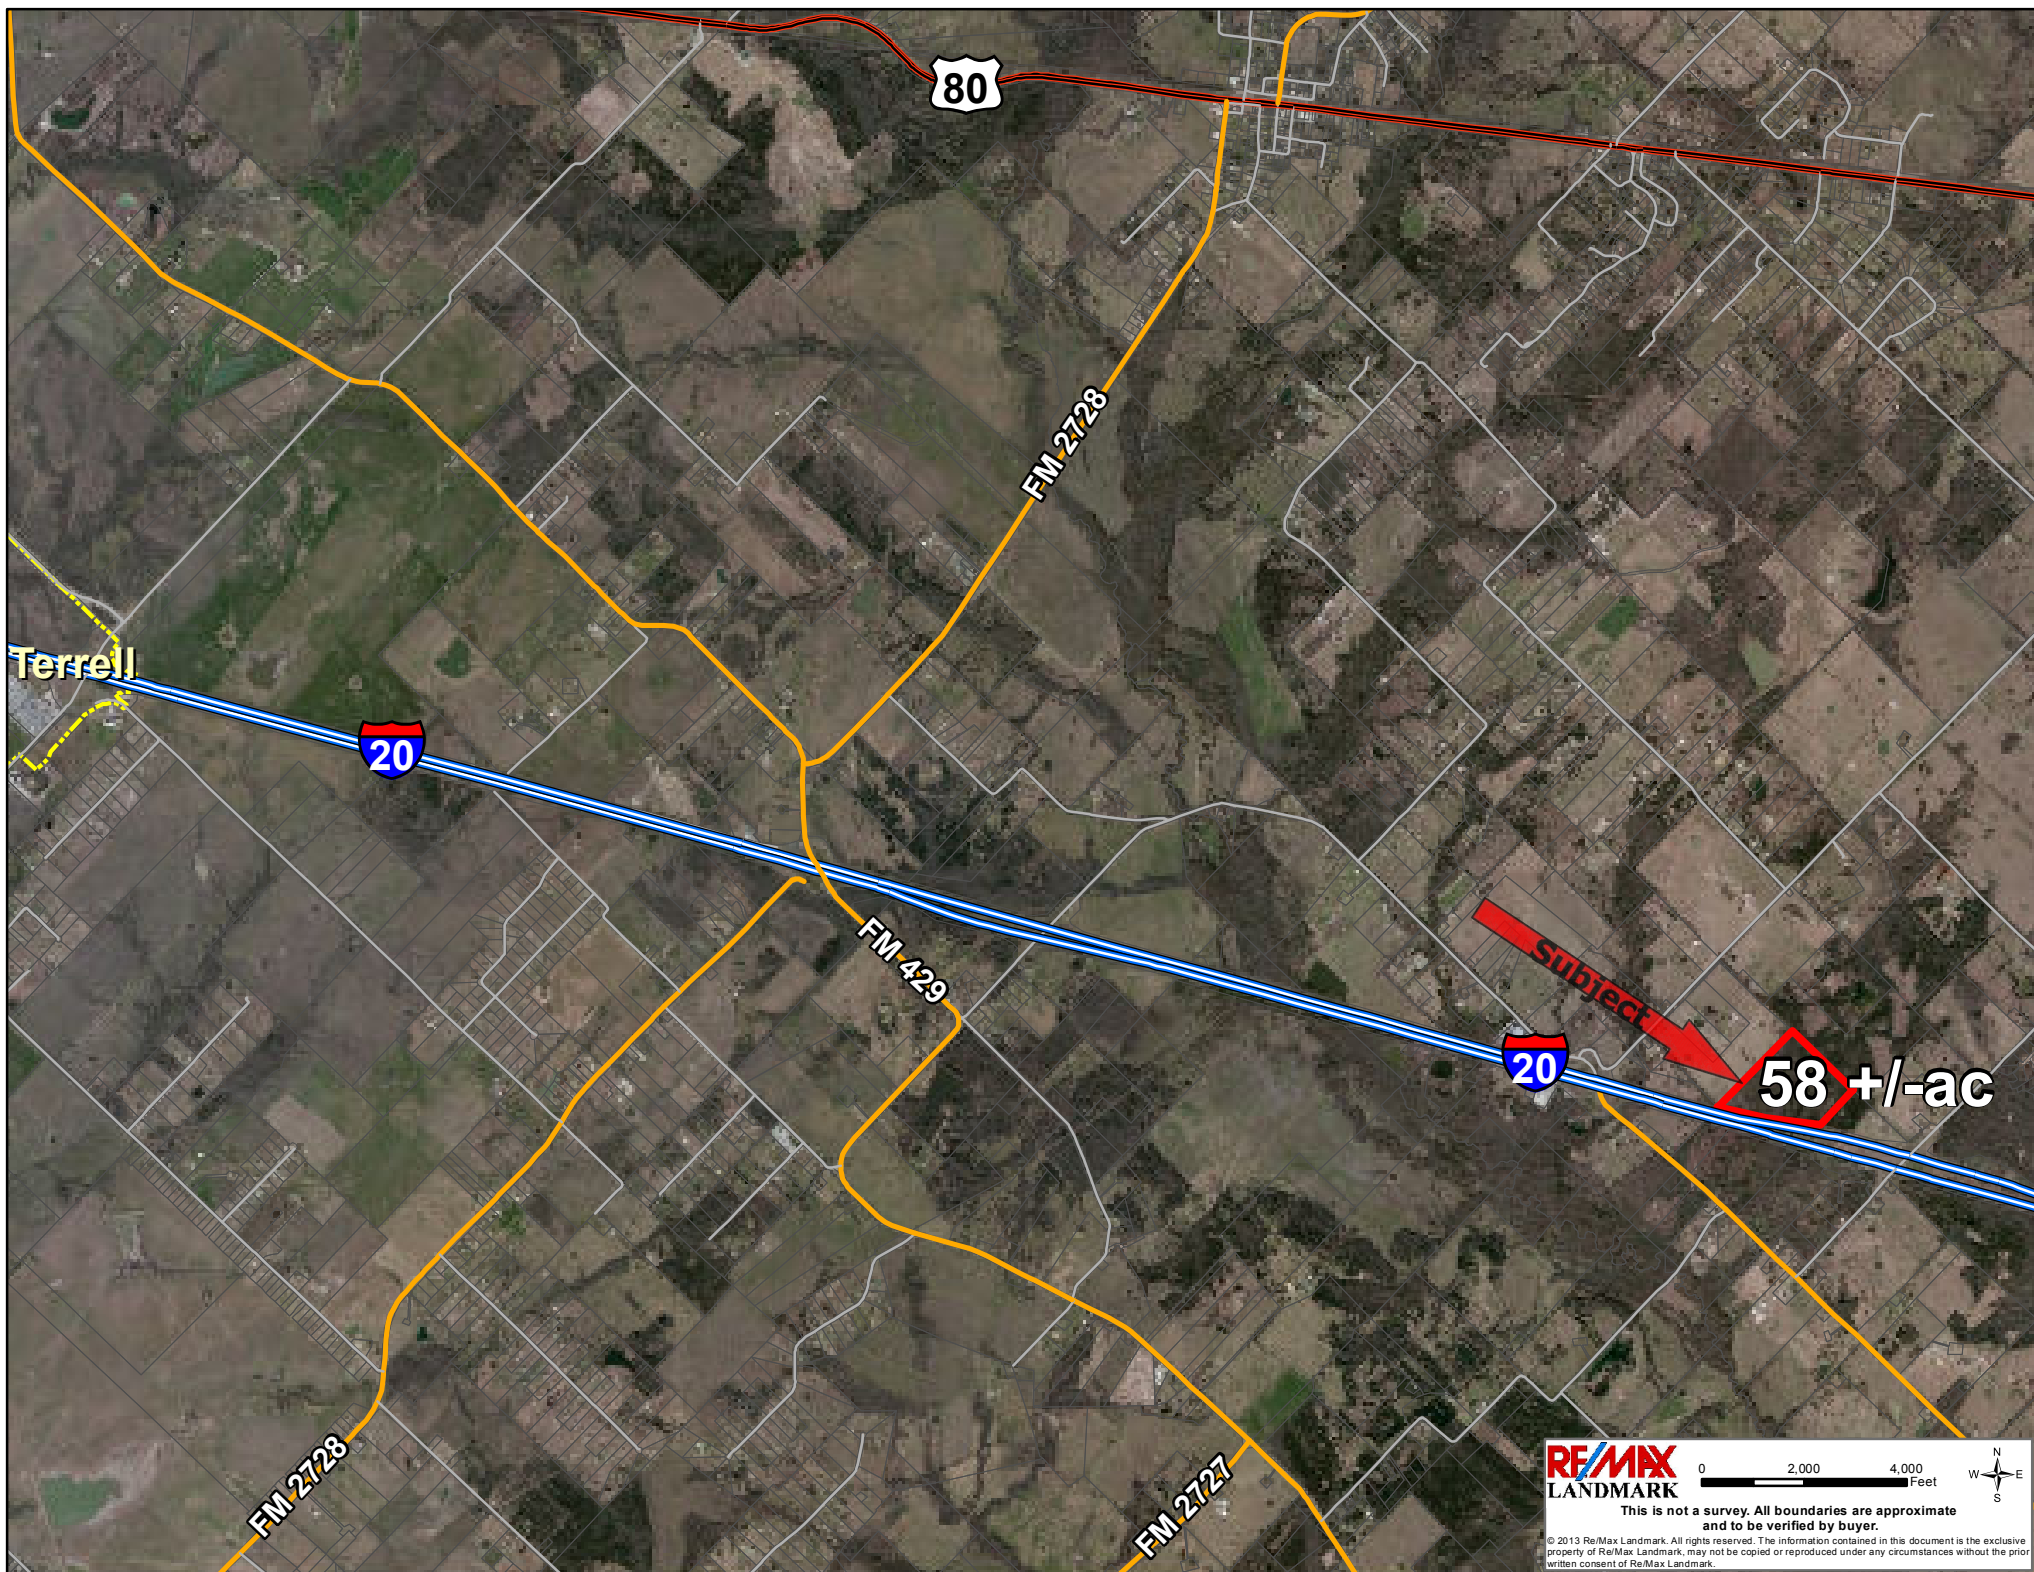 80
FM 2728
Terrell
20
FM 429
Subject
20
58 +/-ac
FM 2728
FM 2727
RE/MAX
LANDMARK
0 2,000 4,000
Feet
N
W E
S
This is not a survey. All boundaries are approximate
and to be verified by buyer.
© 2013 Re/Max Landmark. All rights reserved. The information contained in this document is the exclusive
property of Re/Max Landmark, may not be copied or reproduced under any circumstances without the prior
written consent of Re/Max Landmark.